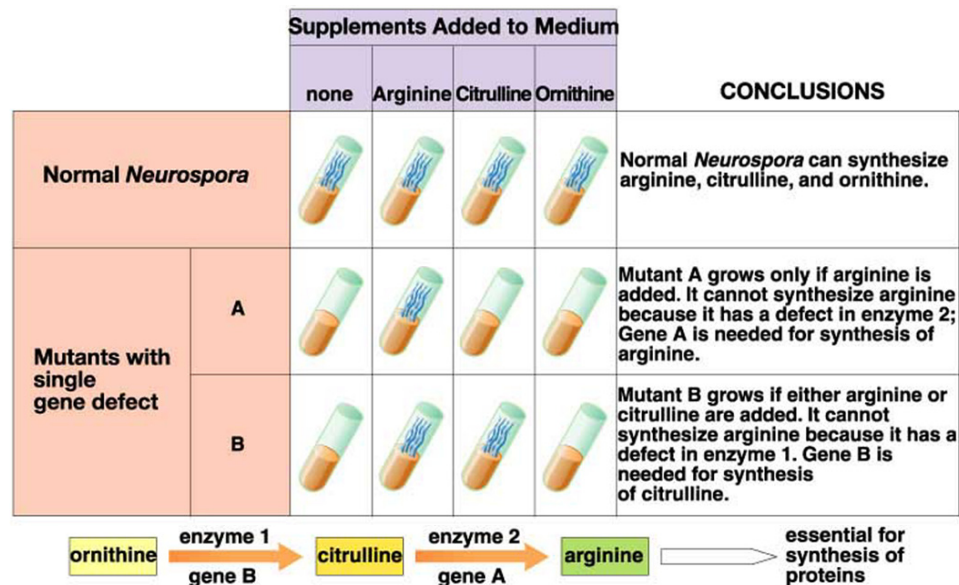 Supplements Added to Medium
none
Arginine
Citrulline
Ornithine
CONCLUSIONS
Normal Neurospora
Normal Neurospora can synthesize
arginine, citrulline, and ornithine.
Mutants with
single
gene defect
A
Mutant A grows only if arginine is
added. It cannot synthesize arginine
because it has a defect in enzyme 2;
Gene A is needed for synthesis of
arginine.
B
Mutant B grows if either arginine or
citrulline are added. It cannot
synthesize arginine because it has a
defect in enzyme 1. Gene B is
needed for synthesis
of citrulline.
ornithine
enzyme 1
gene B
citrulline
enzyme 2
gene A
arginine
essential for
synthesis of
proteins